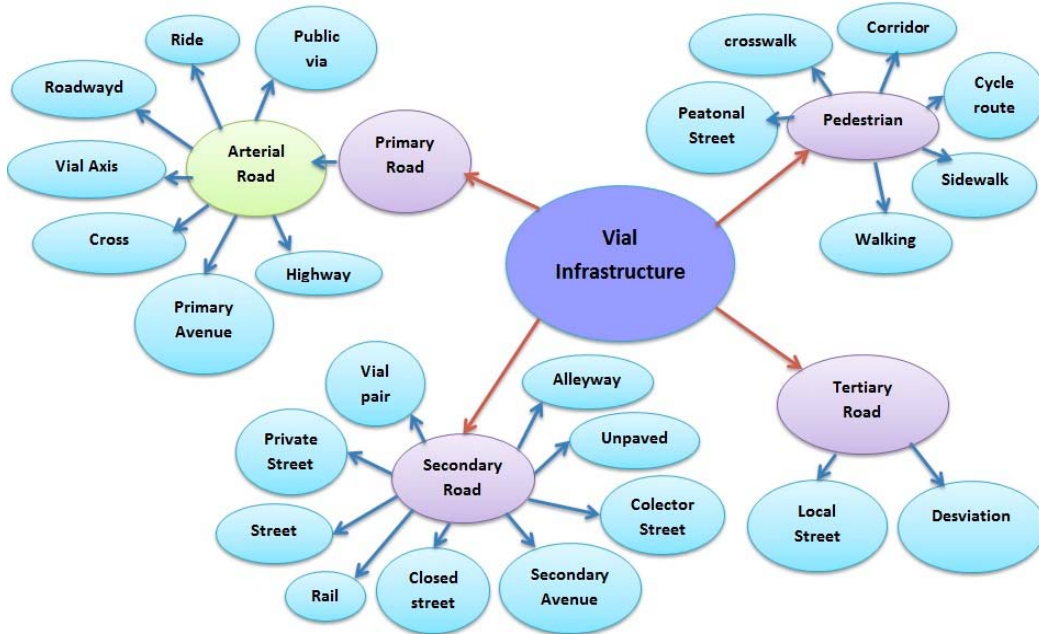 Ride
Public
via
Roadwayd
Vial Axis
Cross
Primary
Avenue
Highway
Arterial
Road
Primary
Road
Vial
Infrastructure
crosswalk
Corridor
Cycle
route
Peatonal
Street
Pedestrian
Sidewalk
Walking
Vial
pair
Alleyway
Private
Street
Unpaved
Secondary
Road
Street
Colector
Street
Rail
Closed
street
Secondary
Avenue
Tertiary
Road
Local
Street
Desviation